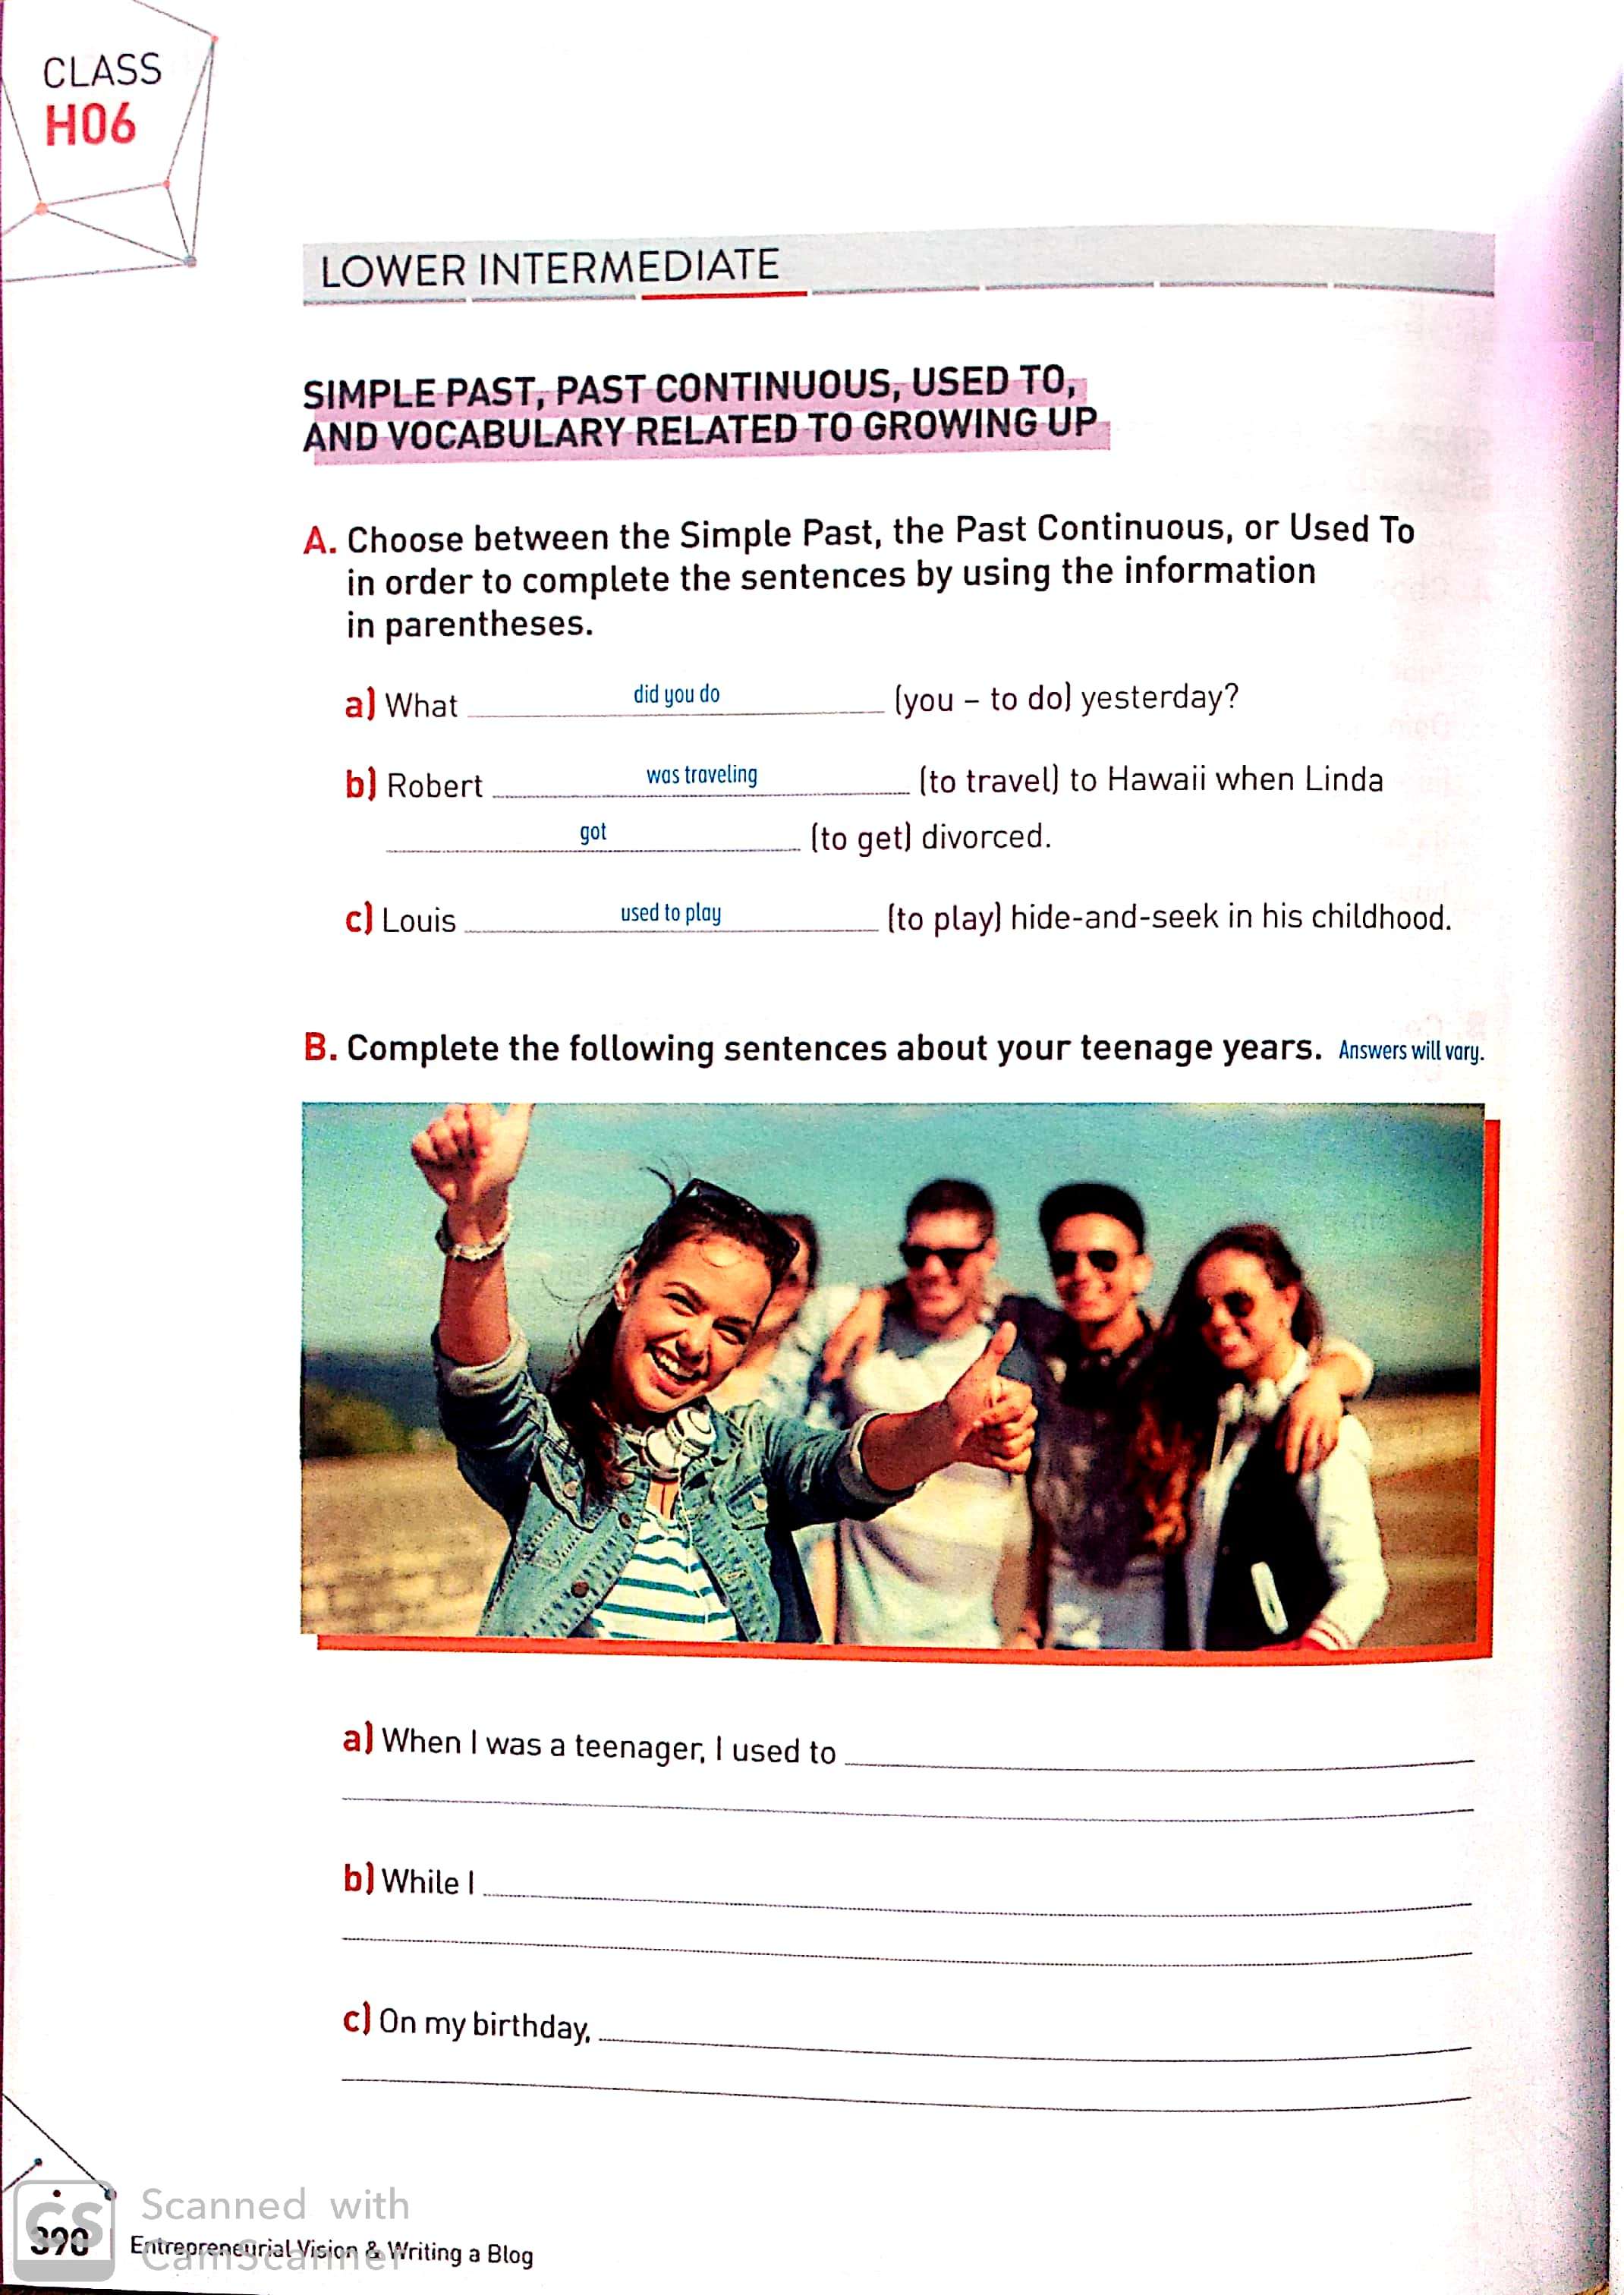 CLASS
H06
LOWER INTERMEDIATE
SIMPLE PAST, PAST CONTINUOUS, USED TO,
AND VOCABULARY RELATED TO GROWING UP
A. Choose between the Simple Past, the Past Continuous, or Used To
in order to complete the sentences by using the information
in parentheses.
a) What did you do (you – to do) yesterday?
b) Robert was traveling (to travel) to Hawaii when Linda
got (to get) divorced.
c) Louis used to play (to play) hide-and-seek in his childhood.
B. Complete the following sentences about your teenage years. Answers will vary.
a) When I was a teenager, I used to
b) While I
c) On my birthday,
CS
Scanned with
CamScanner
390 Entrepreneurial Vision & Writing a Blog